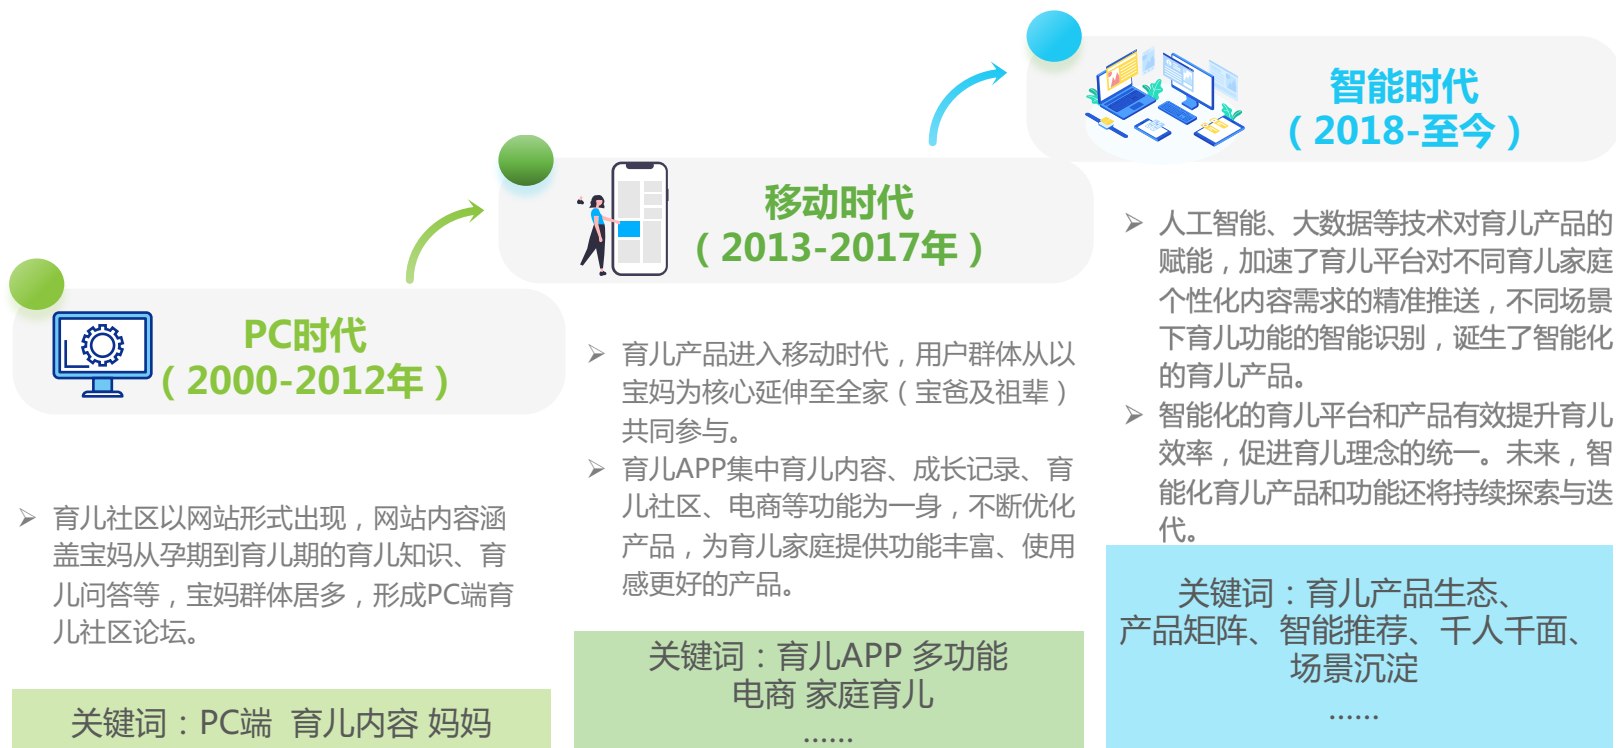 PC时代
（2000-2012年）
育儿社区以网站形式出现，网站内容涵
盖宝妈从孕期到育儿期的育儿知识、育
儿问答等，宝妈群体居多，形成PC端育
儿社区论坛。
关键词：PC端 育儿内容 妈妈
移动时代
（2013-2017年）
育儿产品进入移动时代，用户群体从以
宝妈为核心延伸至全家（宝爸及祖辈）
共同参与。
育儿APP集中育儿内容、成长记录、育
儿社区、电商等功能为一身，不断优化
产品，为育儿家庭提供功能丰富、使用
感更好的产品。
关键词：育儿APP 多功能
电商 家庭育儿
……
智能时代
（2018-至今）
人工智能、大数据等技术对育儿产品的
赋能，加速了育儿平台对不同育儿家庭
个性化内容需求的精准推送，不同场景
下育儿功能的智能识别，诞生了智能化
的育儿产品。
智能化的育儿平台和产品有效提升育儿
效率，促进育儿理念的统一。未来，智
能化育儿产品和功能还将持续探索与迭
代。
关键词：育儿产品生态、
产品矩阵、智能推荐、千人千面、
场景沉淀
……